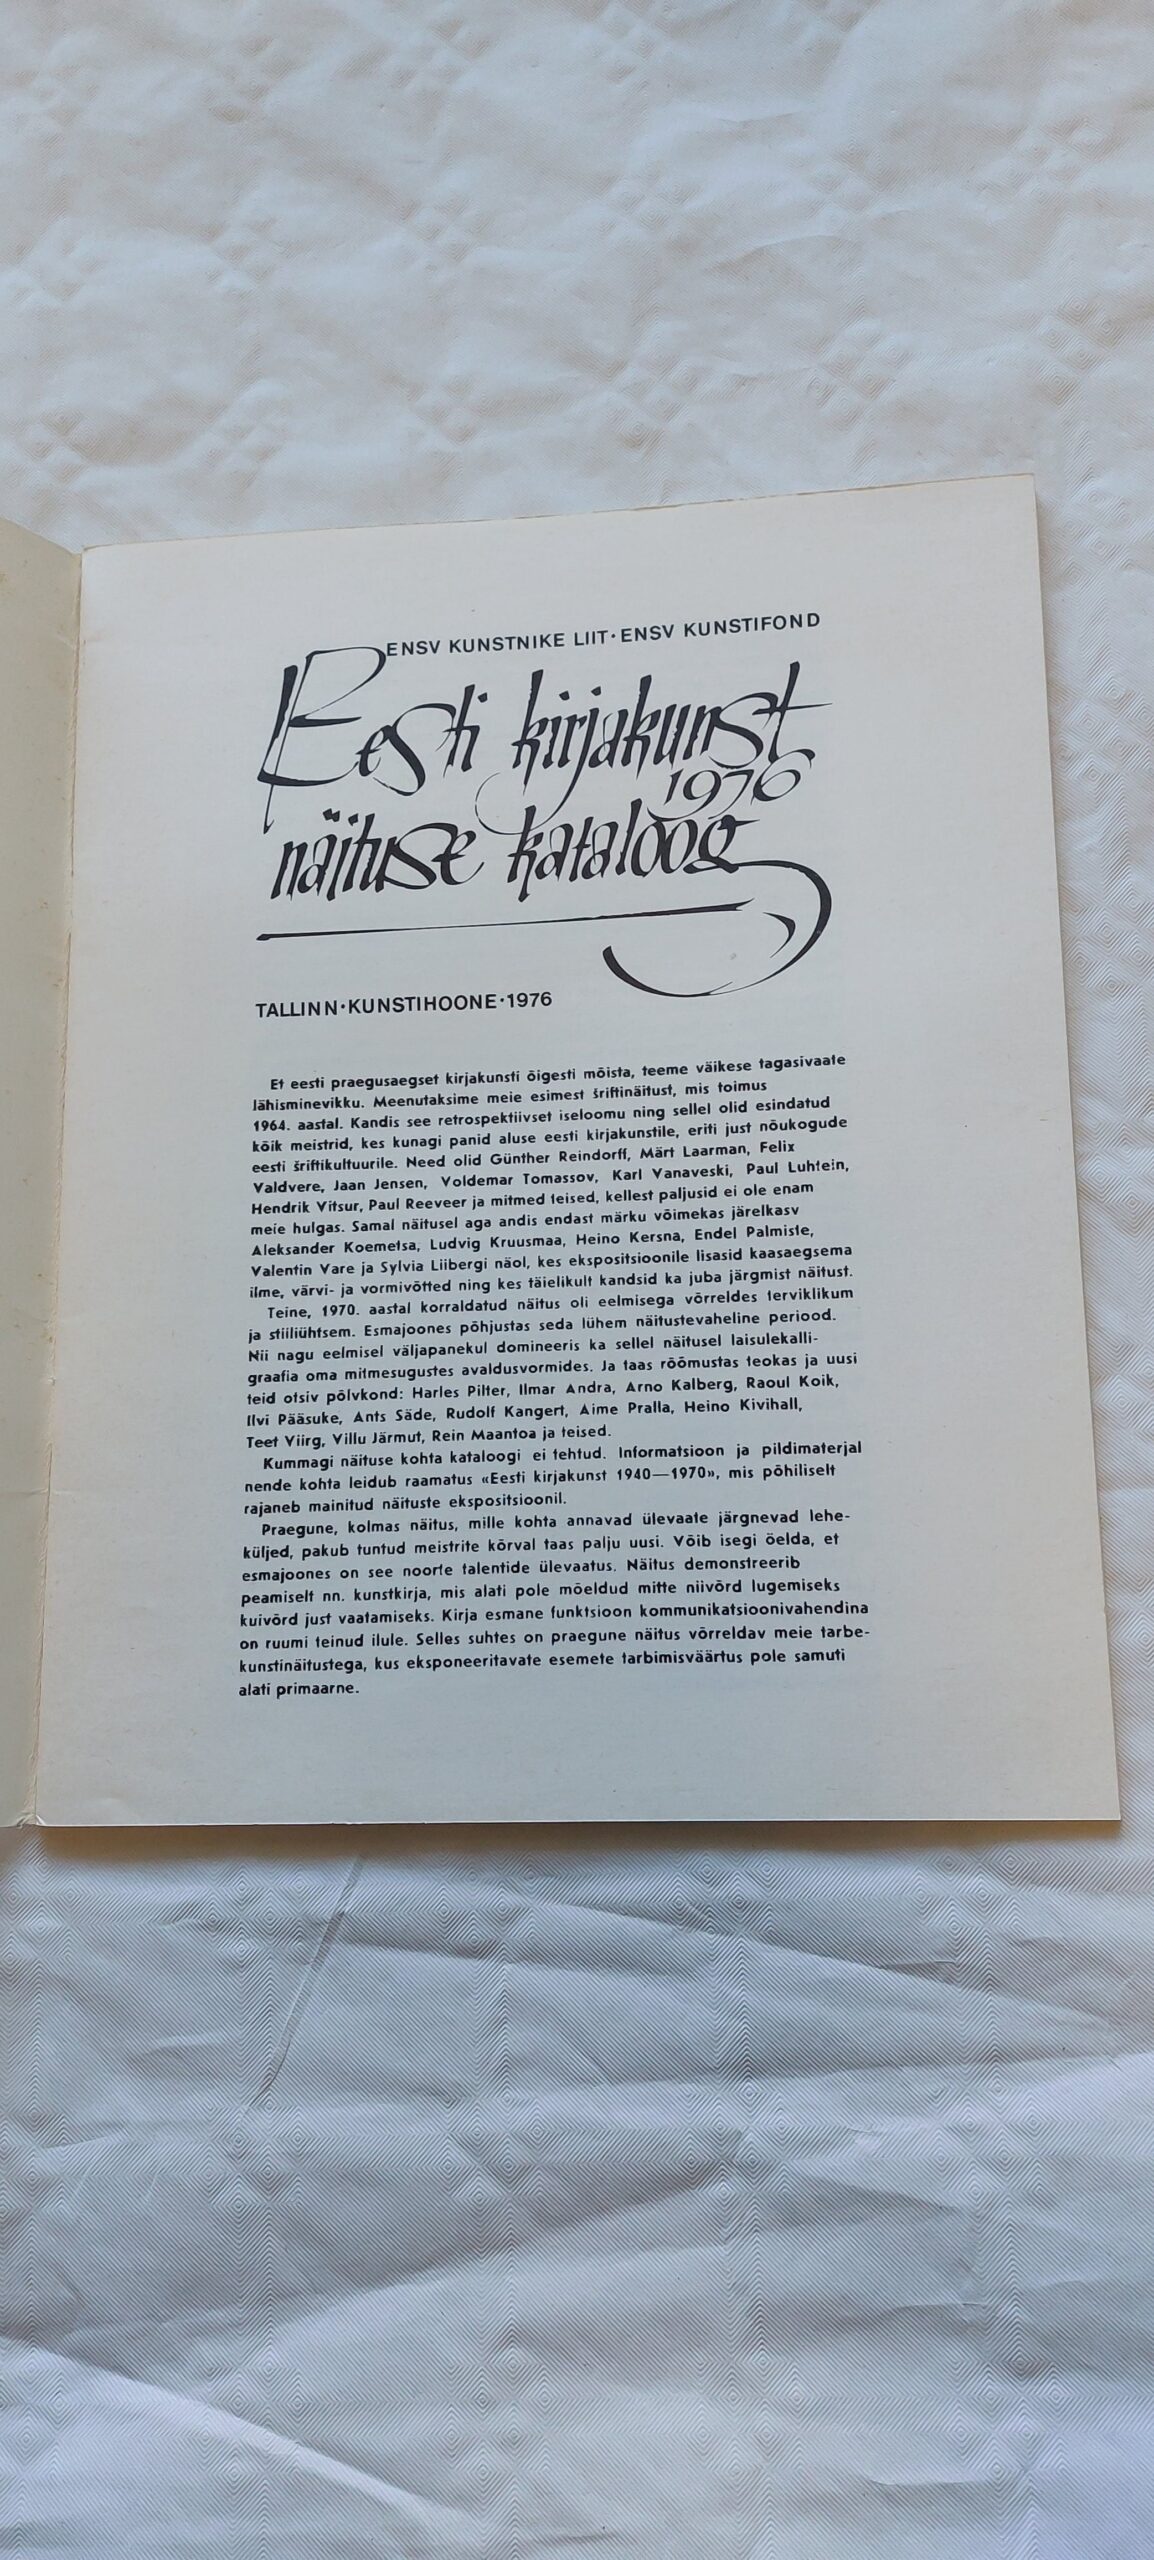 ENSV KUNSTNIKE LIIT·ENSV KUNSTIFOND
Eesti kirjakunst
1976
näituse kataloog
TALLINN·KUNSTIHOONE·1976
Et eesti praegusaegset kirjakunsti õigesti mõista, teeme väikese tagasivaate
lähisminevikku. Meenutaksime meie esimest šriftinäitust, mis toimus
1964. aastal. Kandis see retrospektiivset iseloomu ning sellel olid esindatud
kõik meistrid, kes kunagi panid aluse eesti kirjakunstile, eriti just nõukogude
eesti šriftikultuurile. Need olid Günther Reindorff, Märt Laarman, Felix
Valdvere, Jaan Jensen, Voldemar Tomassov, Karl Vanaveski, Paul Luhtein,
Hendrik Vitsur, Paul Reeveer ja mitmed teised, kellest paljusid ei ole enam
meie hulgas. Samal näitusel aga andis endast märku võimekas järelkasv
Aleksander Koemetsa, Ludvig Kruusmaa, Heino Kersna, Endel Palmiste,
Valentin Vare ja Sylvia Liibergi näol, kes ekspositsioonile lisasid kaasaegsema
ilme, värvi- ja vormivõtted ning kes täielikult kandsid ka juba järgmist näitust.
Teine, 1970. aastal korraldatud näitus oli eelmisega võrreldes terviklikum
ja stiiliühtsem. Esmajoones põhjustas seda lühem näitustevaheline periood.
Nii nagu eelmisel väljapanekul domineeris ka sellel näitusel laisulekalli-
graafia oma mitmesugustes avaldusvormides. Ja taas rõõmustas teokas ja uusi
teid otsiv põlvkond: Harles Pilter, Ilmar Andra, Arno Kalberg, Raoul Koik,
Ilvi Pääsuke, Ants Säde, Rudolf Kangert, Aime Pralla, Heino Kivihall,
Teet Viirg, Villu Järmut, Rein Maantoa ja teised.
Kummagi näituse kohta kataloogi ei tehtud. Informatsioon ja pildimaterjal
nende kohta leidub raamatus «Eesti kirjakunst 1940—1970», mis põhiliselt
rajaneb mainitud näituste ekspositsioonil.
Praegune, kolmas näitus, mille kohta annavad ülevaate järgnevad lehe-
küljed, pakub tuntud meistrite kõrval taas palju uusi. Võib isegi öelda, et
esmajoones on see noorte talentide ülevaatus. Näitus demonstreerib
peamiselt nn. kunstkirja, mis alati pole mõeldud mitte niivõrd lugemiseks
kuivõrd just vaatamiseks. Kirja esmane funktsioon kommunikatsioonivahendina
on ruumi teinud ilule. Selles suhtes on praegune näitus võrreldav meie tarbe-
kunstinäitustega, kus eksponeeritavate esemete tarbimisväärtus pole samuti
alati primaarne.